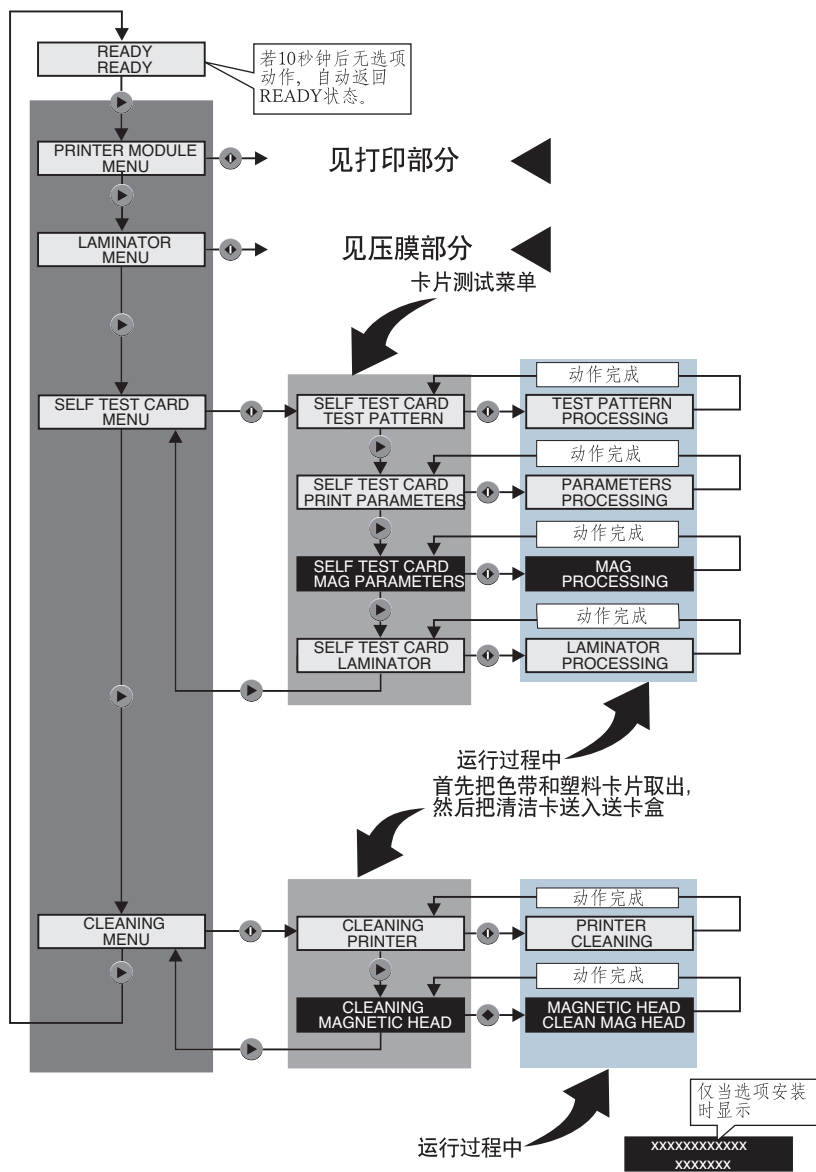 READY
READY
若10秒钟后无选项
动作，自动返回
READY状态。
PRINTER MODULE
MENU
见打印部分
LAMINATOR
MENU
见压膜部分
卡片测试菜单
动作完成
SELF TEST CARD
MENU
SELF TEST CARD
TEST PATTERN
TEST PATTERN
PROCESSING
动作完成
SELF TEST CARD
PRINT PARAMETERS
PARAMETERS
PROCESSING
动作完成
SELF TEST CARD
MAG PARAMETERS
MAG
PROCESSING
动作完成
SELF TEST CARD
LAMINATOR
LAMINATOR
PROCESSING
运行过程中
首先把色带和塑料卡片取出，
然后把清洁卡送入送卡盒
动作完成
CLEANING
MENU
CLEANING
PRINTER
PRINTER
CLEANING
动作完成
CLEANING
MAGNETIC HEAD
MAGNETIC HEAD
CLEAN MAG HEAD
仅当选项安装
时显示
运行过程中
XXXXXXXXXXXX
XXXXXXX